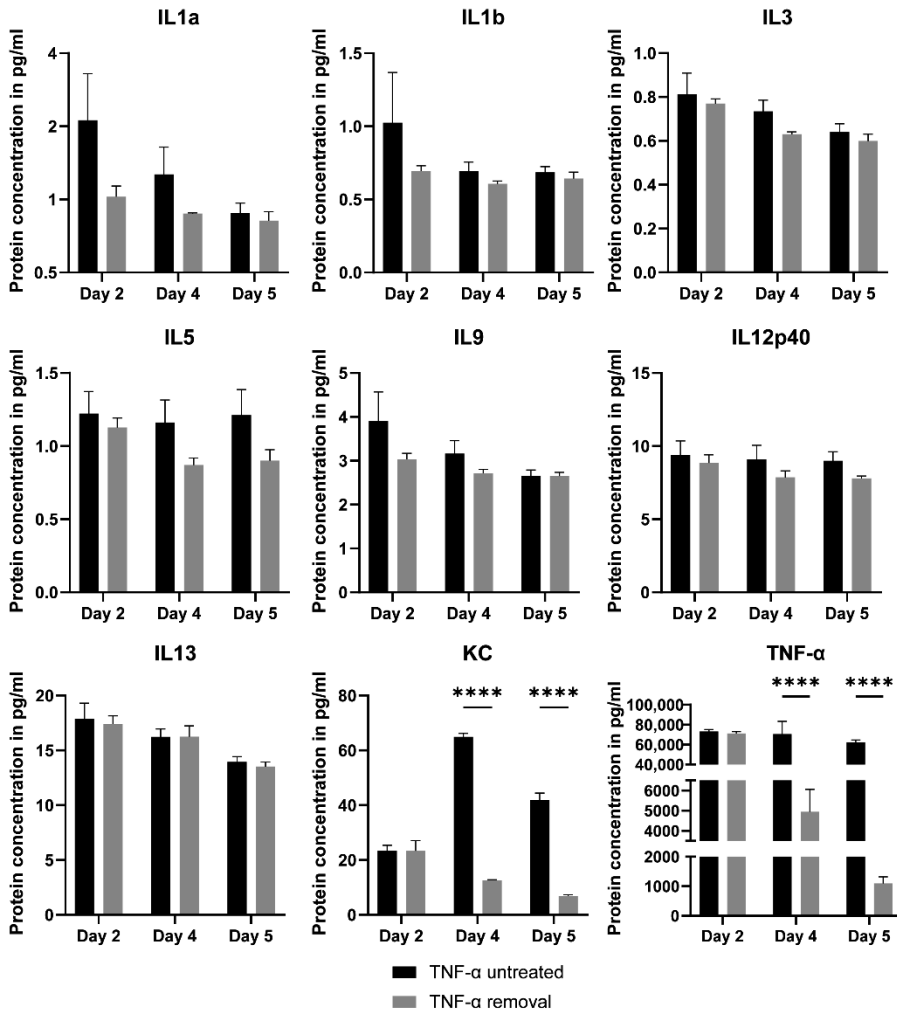 IL1a
Protein concentration in pg/ml
4
2
1
0.5
Day 2 Day 4 Day 5
IL1b
Protein concentration in pg/ml
1.5
1.0
0.5
0.0
Day 2 Day 4 Day 5
IL3
Protein concentration in pg/ml
1.0
0.8
0.6
0.4
0.2
0.0
Day 2 Day 4 Day 5
IL5
Protein concentration in pg/ml
1.5
1.0
0.5
0.0
Day 2 Day 4 Day 5
IL9
Protein concentration in pg/ml
5
4
3
2
1
0
Day 2 Day 4 Day 5
IL12p40
Protein concentration in pg/ml
15
10
5
0
Day 2 Day 4 Day 5
IL13
Protein concentration in pg/ml
20
15
10
5
0
Day 2 Day 4 Day 5
KC
Protein concentration in pg/ml
80
60
40
20
0
**** ****
Day 2 Day 4 Day 5
TNF-α
Protein concentration in pg/ml
**** ****
100,000
80,000
60,000
40,000
6000
5000
4000
3000
2000
1000
0
Day 2 Day 4 Day 5
TNF-α untreated
TNF-α removal